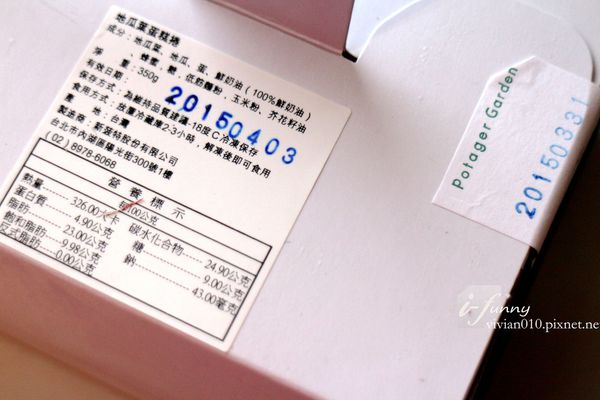 地瓜葉蛋糕捲
成分：地瓜葉、地瓜、蛋、鮮奶油（100%鮮奶油）
、蜂蜜、糖、低筋麵粉、玉米粉、芥花籽油
淨　重：350g
有效日期：20150403
保存方式：為維持品質建議-18度C冷凍保存
食用方式：放置冷藏庫2-3小時，解凍後即可食用
產　地：台灣
製造商：新菠特股份有限公司
台北市內湖區陽光街300號1樓
(02) 8978-6068
營養標示
每100公克
熱量 326.00大卡
蛋白質 4.90公克
脂肪 23.00公克
飽和脂肪 9.98公克
反式脂肪 0.00公克
碳水化合物 24.90公克
糖 9.00公克
鈉 43.00毫克
Potager Garden
20150331
i-funny
vivian010.pixnet.ne